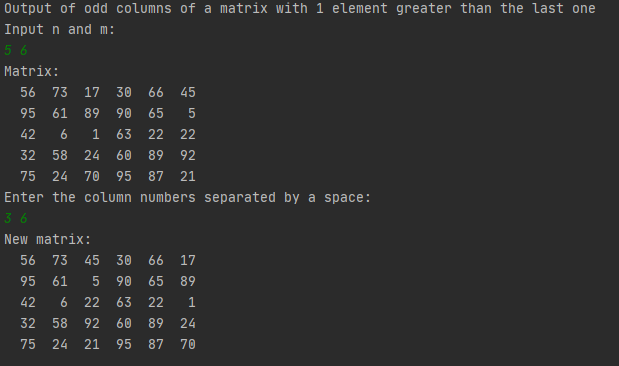 Output of odd columns of a matrix with 1 element greater than the last one
Input n and m:
5 6
Matrix:
56 73 17 30 66 45
95 61 89 90 65 5
42 6 1 63 22 22
32 58 24 60 89 92
75 24 70 95 87 21
Enter the column numbers separated by a space:
3 6
New matrix:
56 73 45 30 66 17
95 61 5 90 65 89
42 6 22 63 22 1
32 58 92 60 89 24
75 24 21 95 87 70